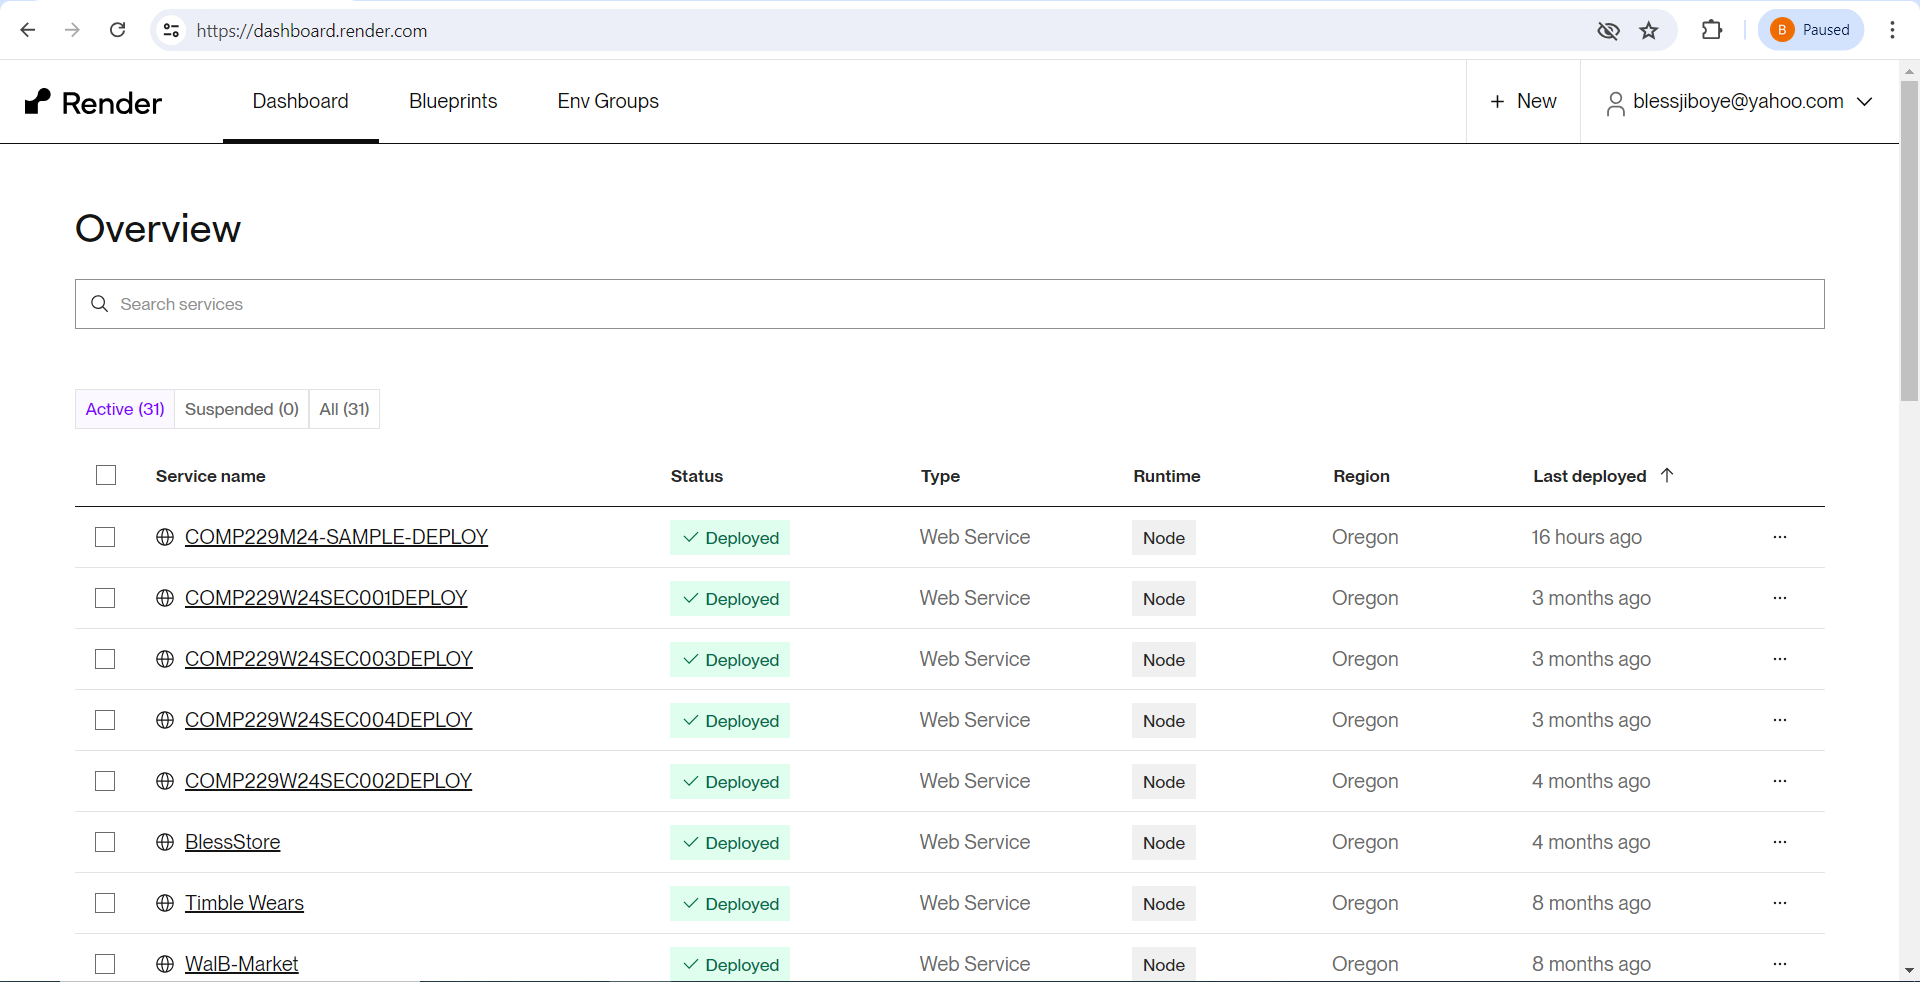 https://dashboard.render.com
B Paused
Render
Dashboard
Blueprints
Env Groups
+ New
blessjiboye@yahoo.com
Overview
Search services
Active (31)
Suspended (0)
All (31)
Service name Status Type Runtime Region Last deployed
COMP229M24-SAMPLE-DEPLOY Deployed Web Service Node Oregon 16 hours ago ...
COMP229W24SEC001DEPLOY Deployed Web Service Node Oregon 3 months ago ...
COMP229W24SEC003DEPLOY Deployed Web Service Node Oregon 3 months ago ...
COMP229W24SEC004DEPLOY Deployed Web Service Node Oregon 3 months ago ...
COMP229W24SEC002DEPLOY Deployed Web Service Node Oregon 4 months ago ...
BlessStore Deployed Web Service Node Oregon 4 months ago ...
Timble Wears Deployed Web Service Node Oregon 8 months ago ...
WalB-Market Deployed Web Service Node Oregon 8 months ago ...